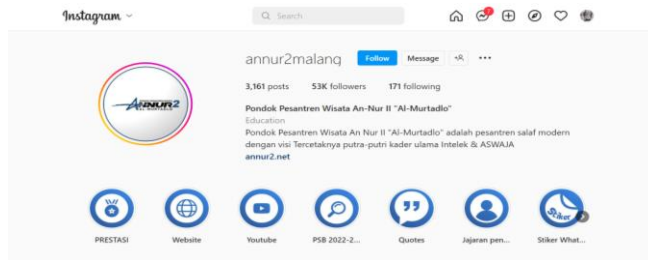 Instagram
Search
annur2malang Follow Message
3,161 posts 53K followers 171 following
Pondok Pesantren Wisata An-Nur II "Al-Murtadlo"
Education
Pondok Pesantren Wisata An Nur II "Al-Murtadlo" adalah pesantren salaf modern
dengan visi Tercetaknya putra-putri kader ulama Intelek & ASWAJA
annur2.net
ANNUR2
Stiker
PRESTASI Website Youtube PSB 2022-2... Quotes Jajaran pen... Stiker What...